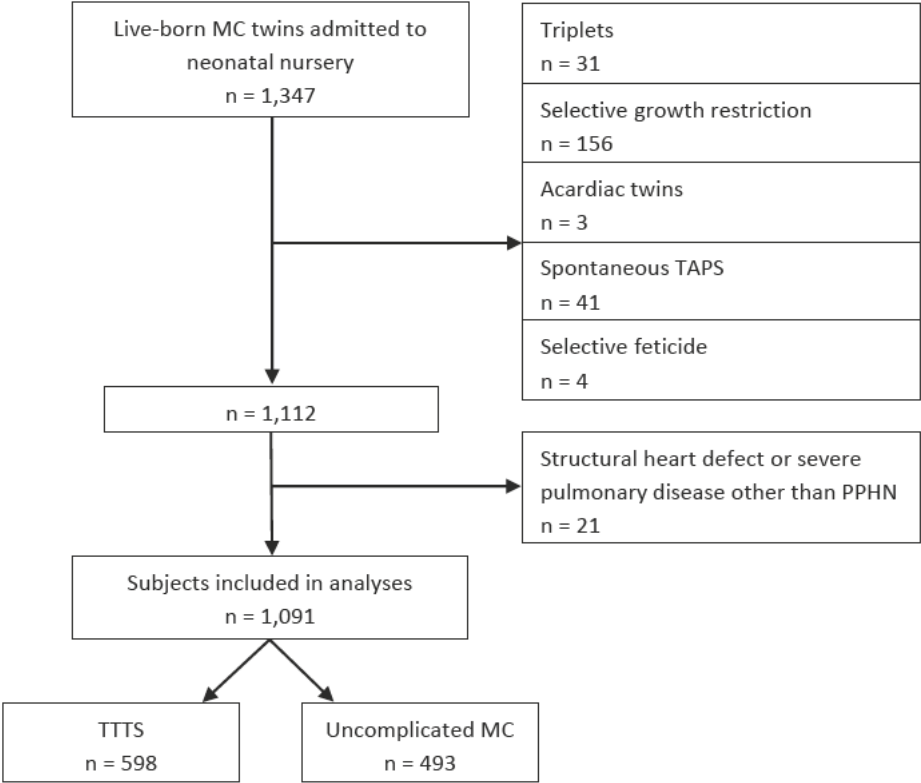 Live-born MC twins admitted to
neonatal nursery
n = 1,347
Triplets
n = 31
Selective growth restriction
n = 156
Acardiac twins
n = 3
Spontaneous TAPS
n = 41
Selective feticide
n = 4
n = 1,112
Structural heart defect or severe
pulmonary disease other than PPHN
n = 21
Subjects included in analyses
n = 1,091
TTTS
n = 598
Uncomplicated MC
n = 493